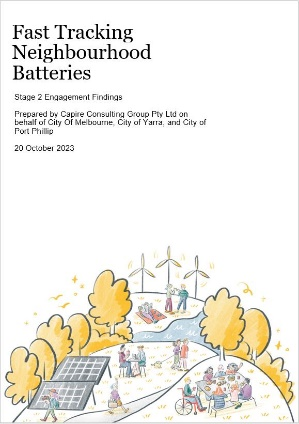 Fast Tracking
Neighbourhood
Batteries
Stage 2 Engagement Findings
Prepared by Capire Consulting Group Pty Ltd on
behalf of City Of Melbourne, City of Yarra, and City of
Port Phillip
20 October 2023